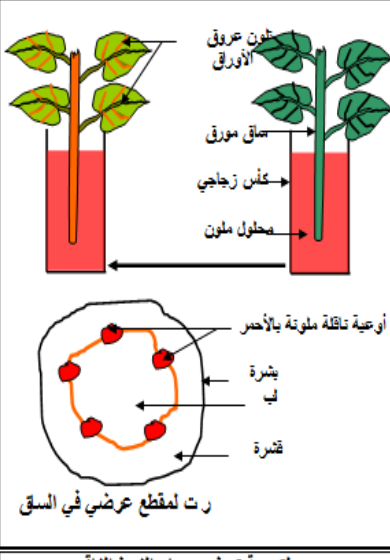 تلون عروق
الأوراق
ساق مورق
كأس زجاجي
محلول ملون
أوعية ناقلة ملونة بالأحمر
بشرة
لب
قشرة
ر ت لمقطع عرضي في الساق